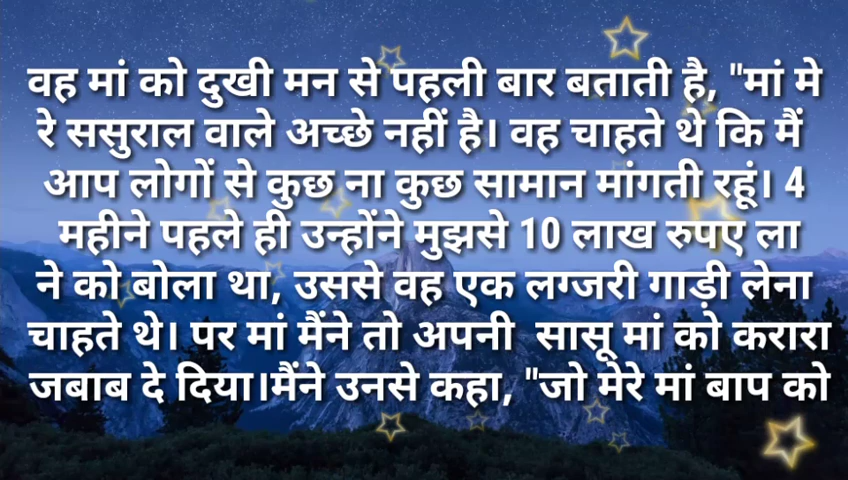 वह मां को दुखी मन से पहली बार बताती है, "मां मे
रे ससुराल वाले अच्छे नहीं है। वह चाहते थे कि मैं
आप लोगों से कुछ ना कुछ सामान मांगती रहूं। 4
महीने पहले ही उन्होंने मुझसे 10 लाख रुपए ला
ने को बोला था, उससे वह एक लग्जरी गाड़ी लेना
चाहते थे। पर मां मैंने तो अपनी सासू मां को करारा
जबाब दे दिया।मैंने उनसे कहा, "जो मेरे मां बाप को